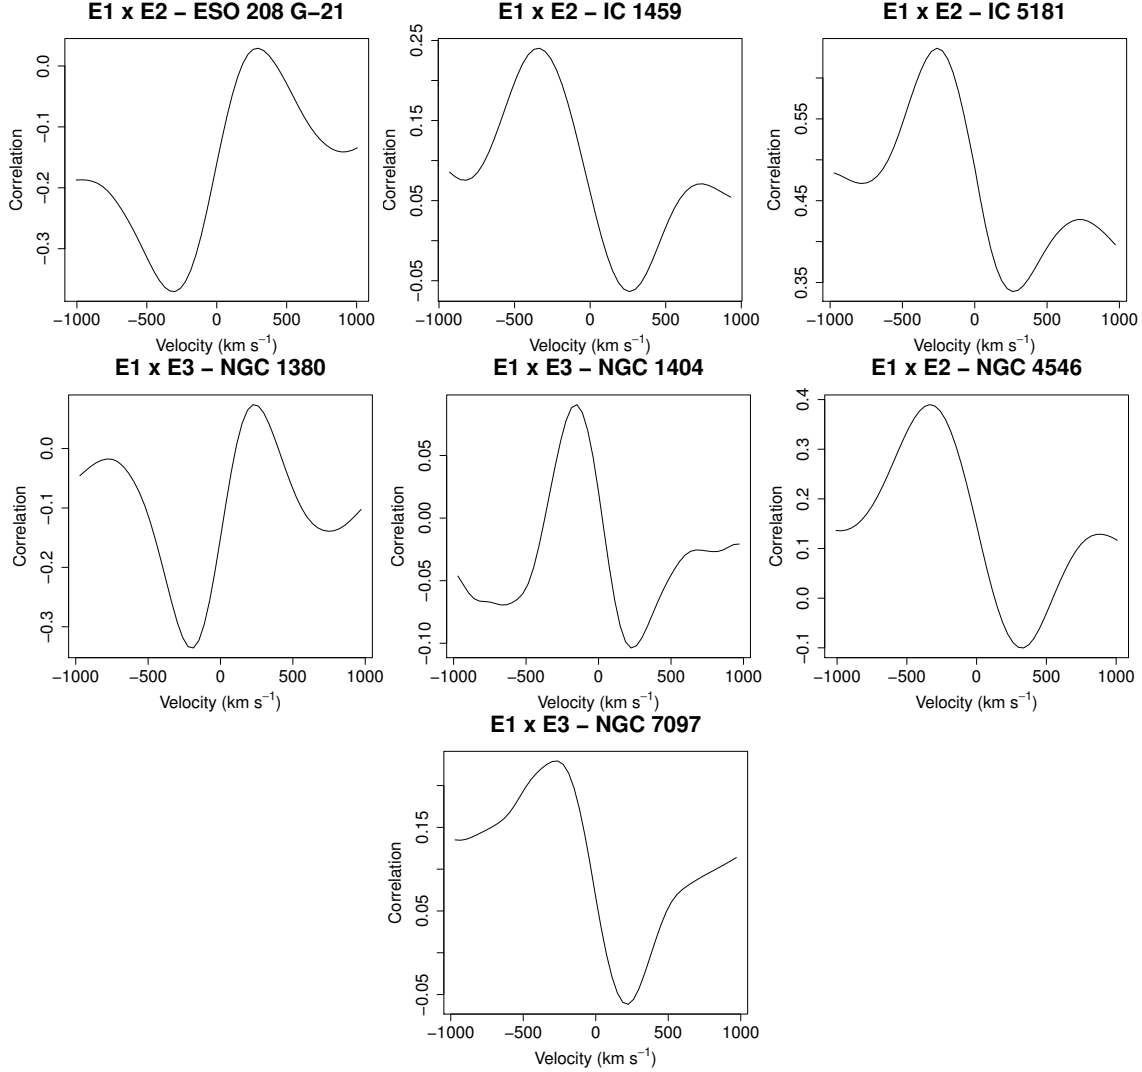 E1 x E2 − ESO 208 G−21
E1 x E2 − IC 1459
E1 x E2 − IC 5181
Correlation
0.0
−0.1
−0.2
−0.3
−1000 −500 0 500 1000
Velocity (km s⁻¹)
Correlation
0.25
0.15
0.05
−0.05
−1000 −500 0 500 1000
Velocity (km s⁻¹)
Correlation
0.55
0.45
0.35
−1000 −500 0 500 1000
Velocity (km s⁻¹)
E1 x E3 − NGC 1380
E1 x E3 − NGC 1404
E1 x E2 − NGC 4546
Correlation
0.0
−0.1
−0.2
−0.3
−1000 −500 0 500 1000
Velocity (km s⁻¹)
Correlation
0.05
0.00
−0.05
−0.10
−1000 −500 0 500 1000
Velocity (km s⁻¹)
Correlation
0.4
0.3
0.2
0.1
0.0
−0.1
−1000 −500 0 500 1000
Velocity (km s⁻¹)
E1 x E3 − NGC 7097
Correlation
0.15
0.05
−0.05
−1000 −500 0 500 1000
Velocity (km s⁻¹)